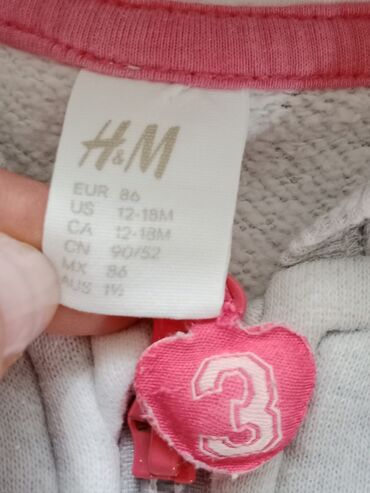 H&M
EUR 86
US 12-18M
CA 12-18M
CN 90/52
MX 86
AUS 1½
3